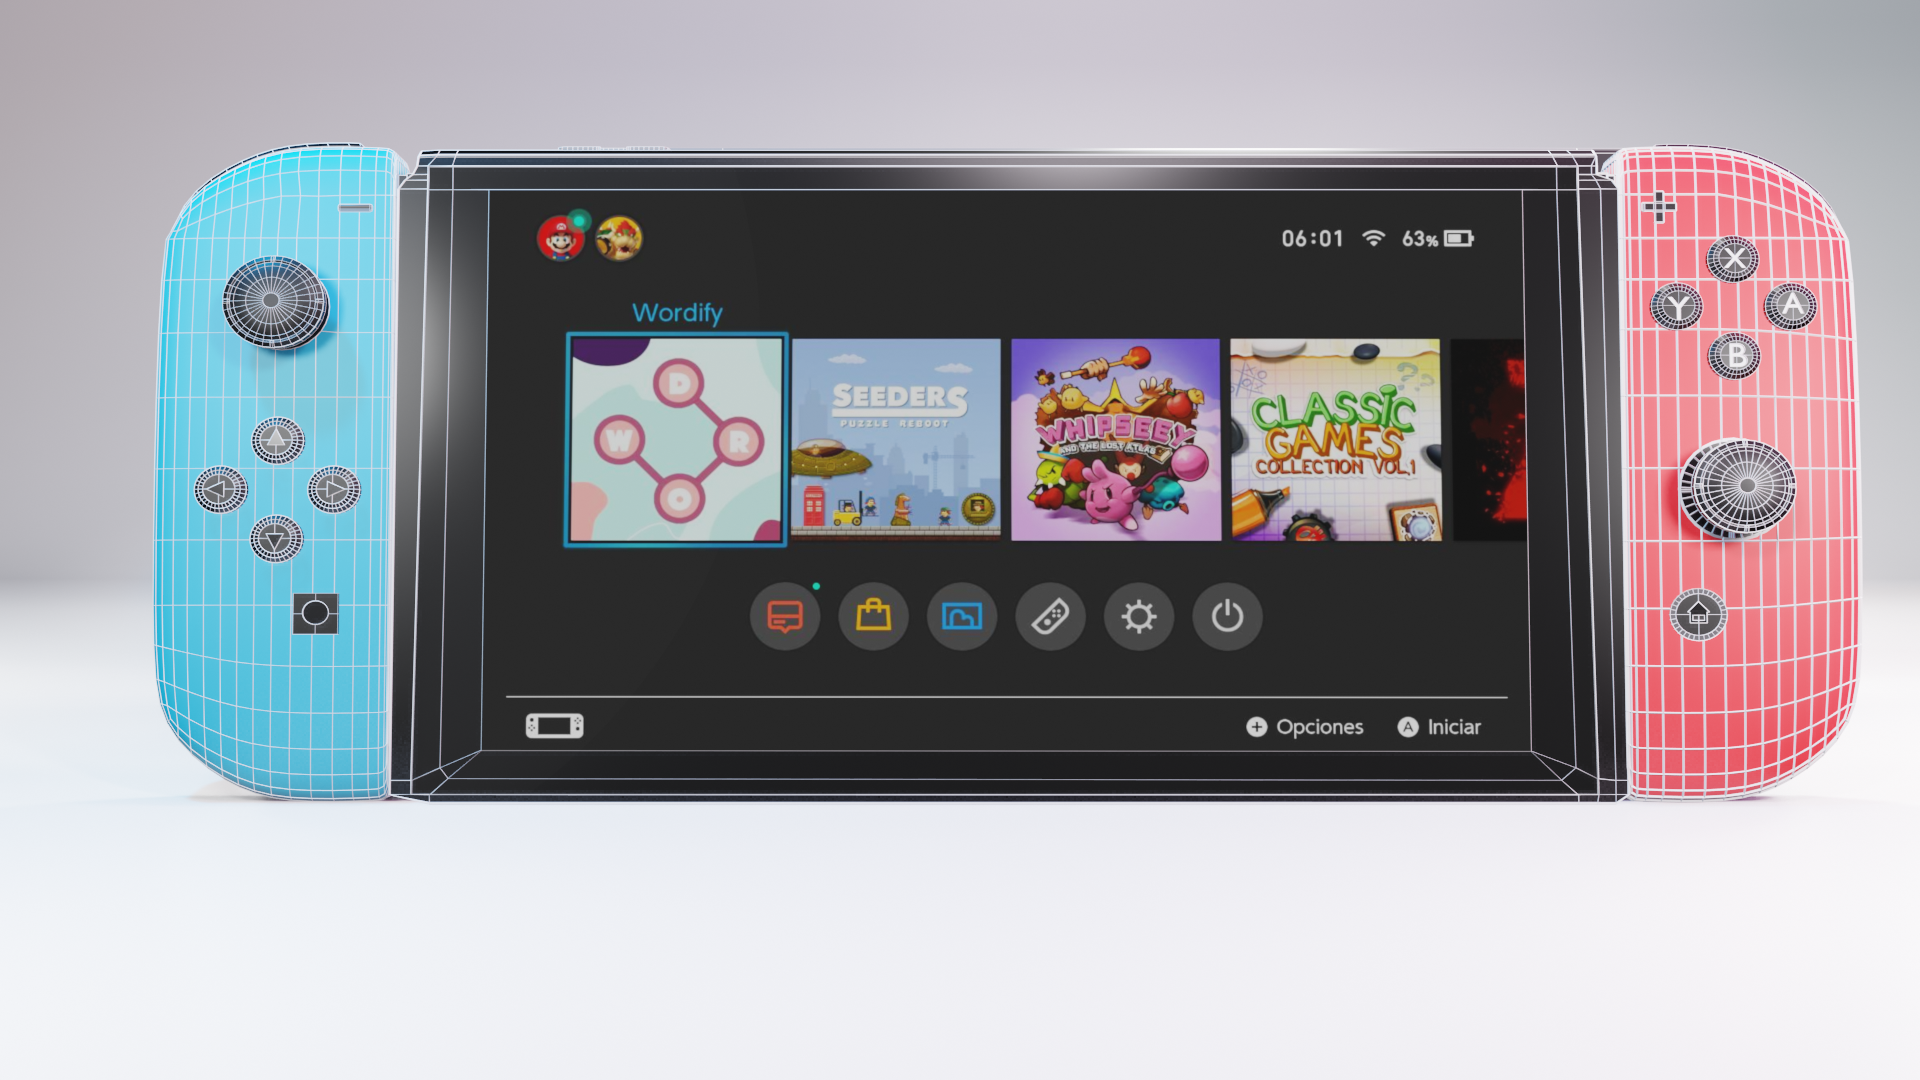 06:01 63%
Wordify
D
W
R
O
SEEDERS
PUZZLE REBOOT
WHIPSEEY
AND THE LOST ATLAS
CLASSIC
GAMES
COLLECTION VOL.1
+ Opciones A Iniciar
X
Y
A
B